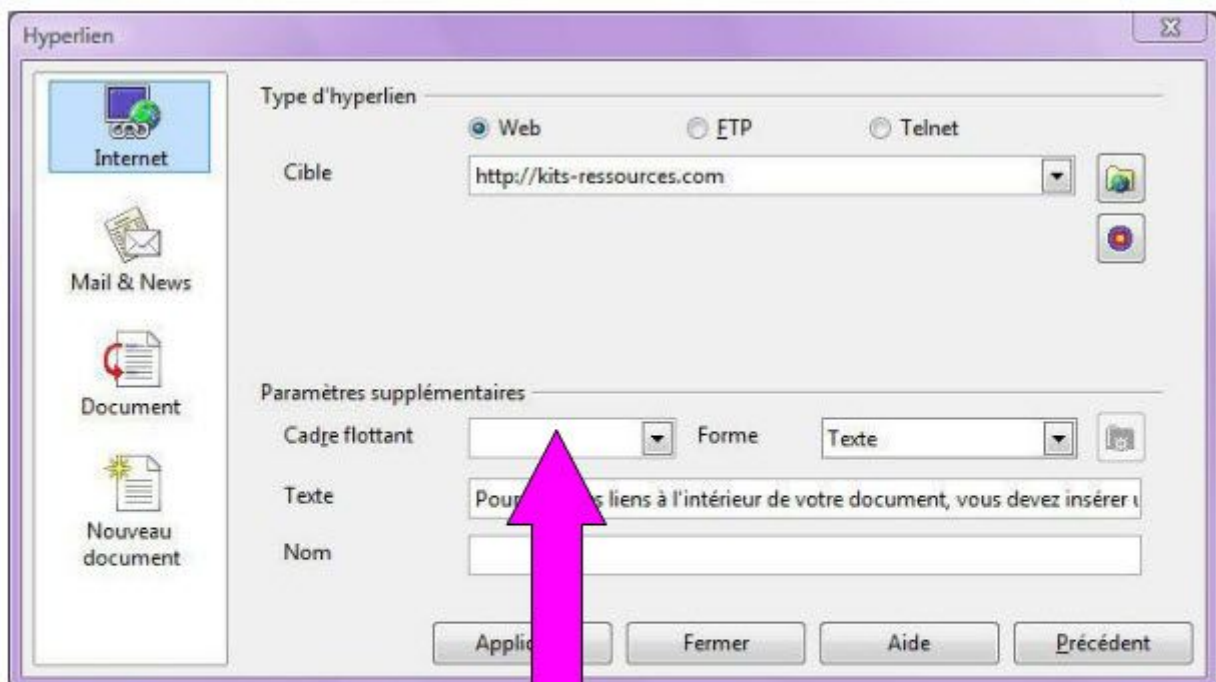 Hyperlien
Internet
Mail & News
Document
Nouveau
document
Type d'hyperlien
Web FTP Telnet
Cible http://kits-ressources.com
Paramètres supplémentaires
Cadre flottant Forme Texte
Texte liens à l'intérieur de votre document, vous devez insérer
Nom
Fermer Aide Précédent